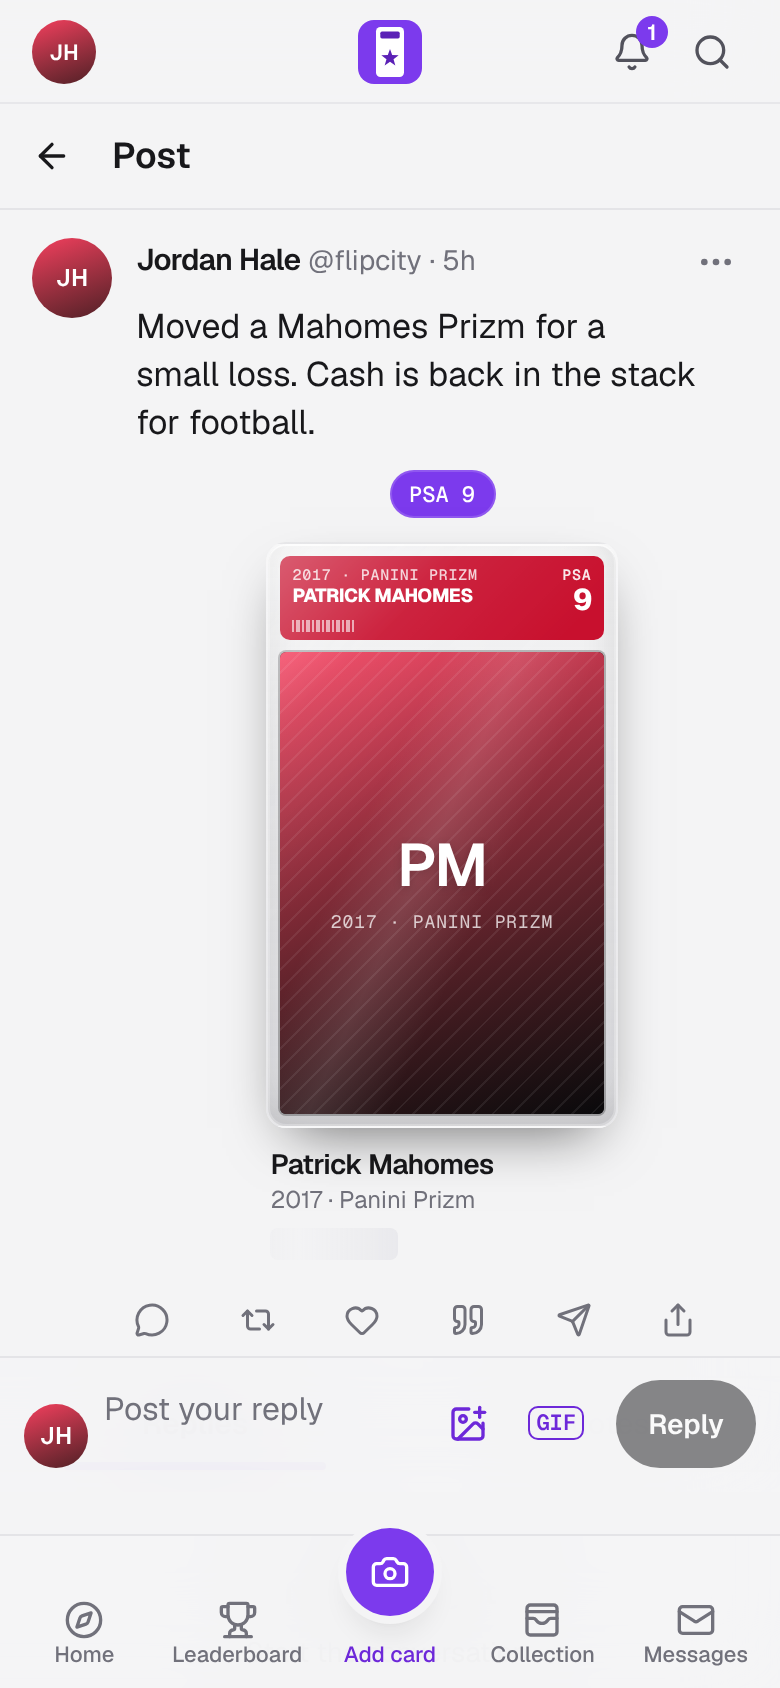 JH
1
Post
JH
Jordan Hale @flipcity · 5h
Moved a Mahomes Prizm for a
small loss. Cash is back in the stack
for football.
PSA 9
2017 · PANINI PRIZM
PSA
PATRICK MAHOMES
9
PM
2017 · PANINI PRIZM
Patrick Mahomes
2017 · Panini Prizm
JH
Post your reply
GIF
Reply
Home
Leaderboard
Add card
Collection
Messages